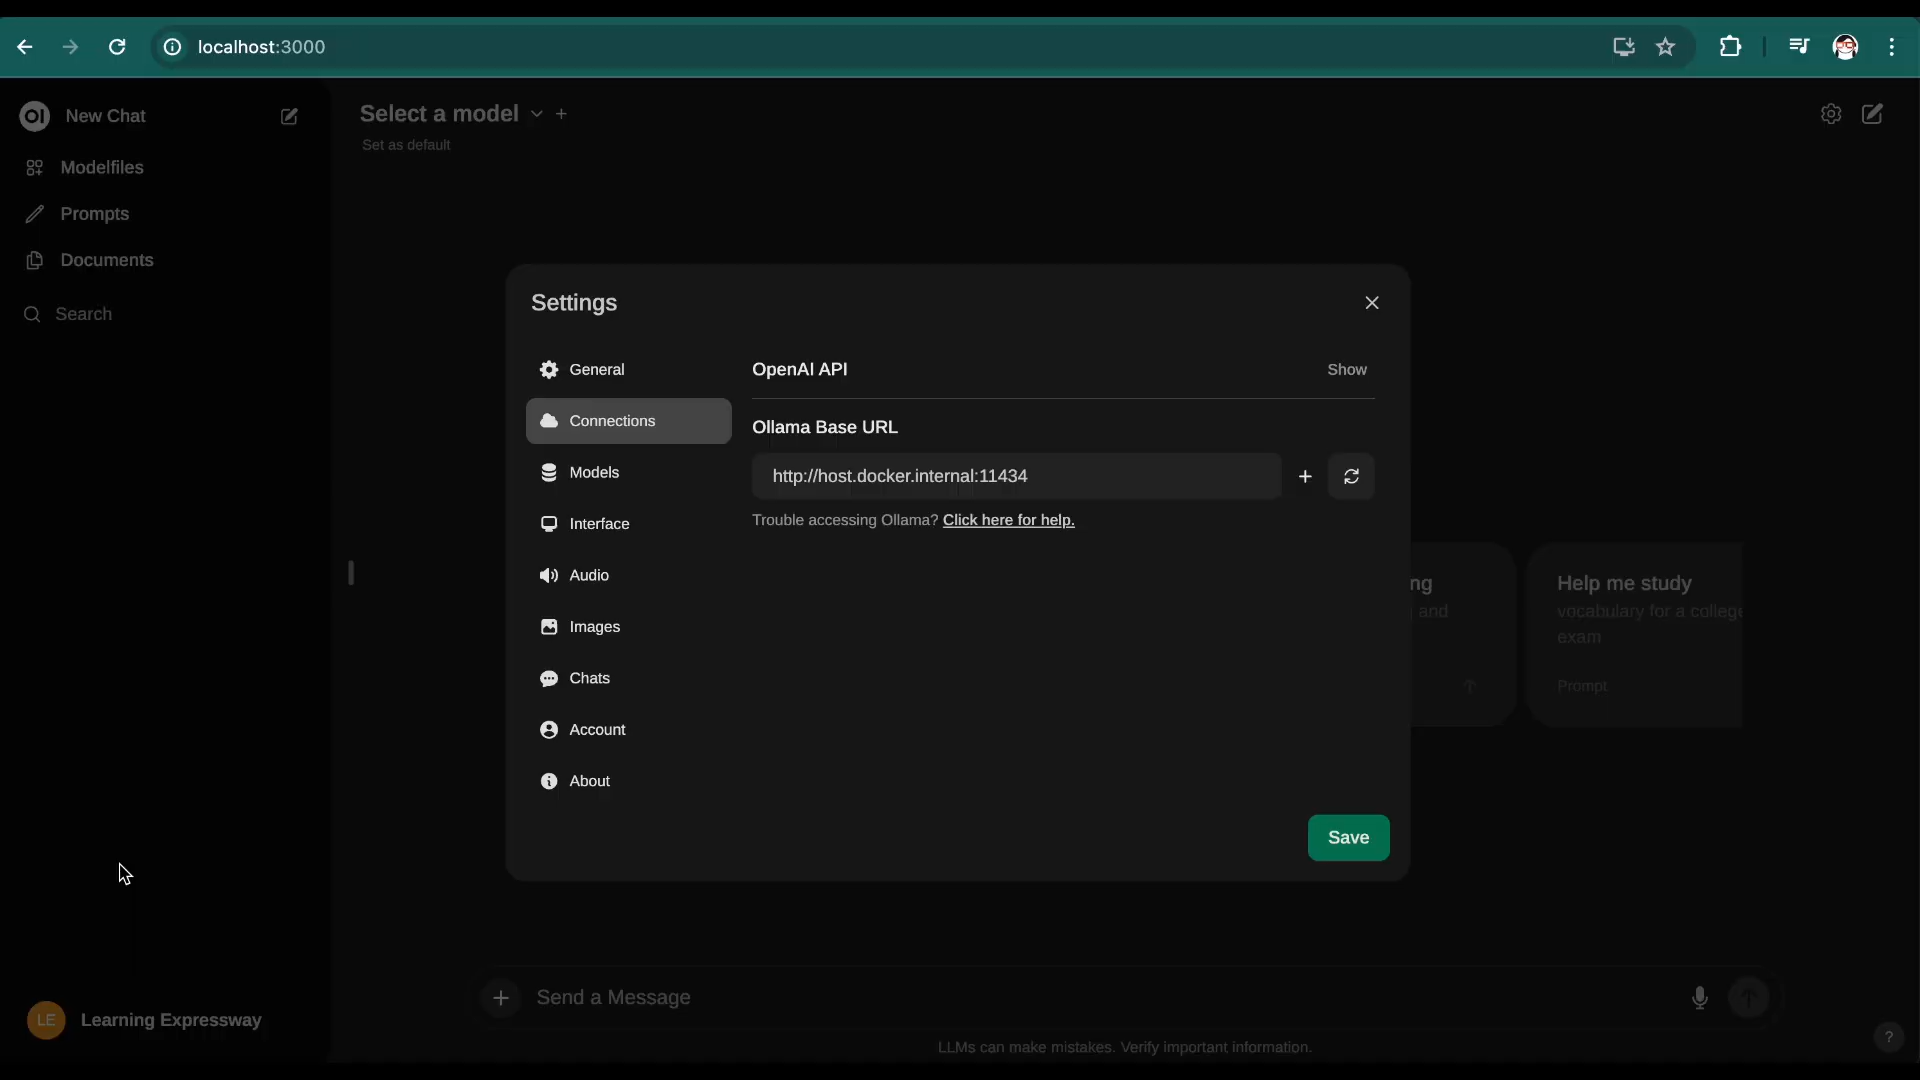 localhost:3000
OI New Chat
Modelfiles
Prompts
Documents
Search
Select a model
Set as default
Settings
General
Connections
Models
Interface
Audio
Images
Chats
Account
About
OpenAI API Show
Ollama Base URL
http://host.docker.internal:11434
Trouble accessing Ollama? Click here for help.
Save
ng
and
Help me study
vocabulary for a college
exam
Prompt
Send a Message
LLMs can make mistakes. Verify important information.
LE Learning Expressway
?